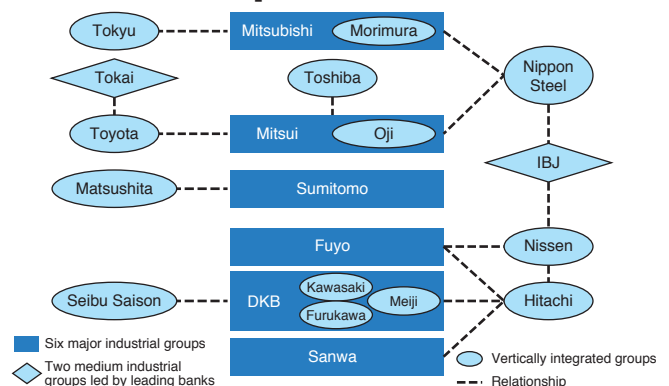 Tokyu
Mitsubishi
Morimura
Tokai
Toshiba
Nippon
Steel
Toyota
Mitsui
Oji
IBJ
Matsushita
Sumitomo
Fuyo
Nissen
Seibu Saison
DKB
Kawasaki
Furukawa
Meiji
Hitachi
Sanwa
Six major industrial groups
Two medium industrial
groups led by leading banks
Vertically integrated groups
Relationship